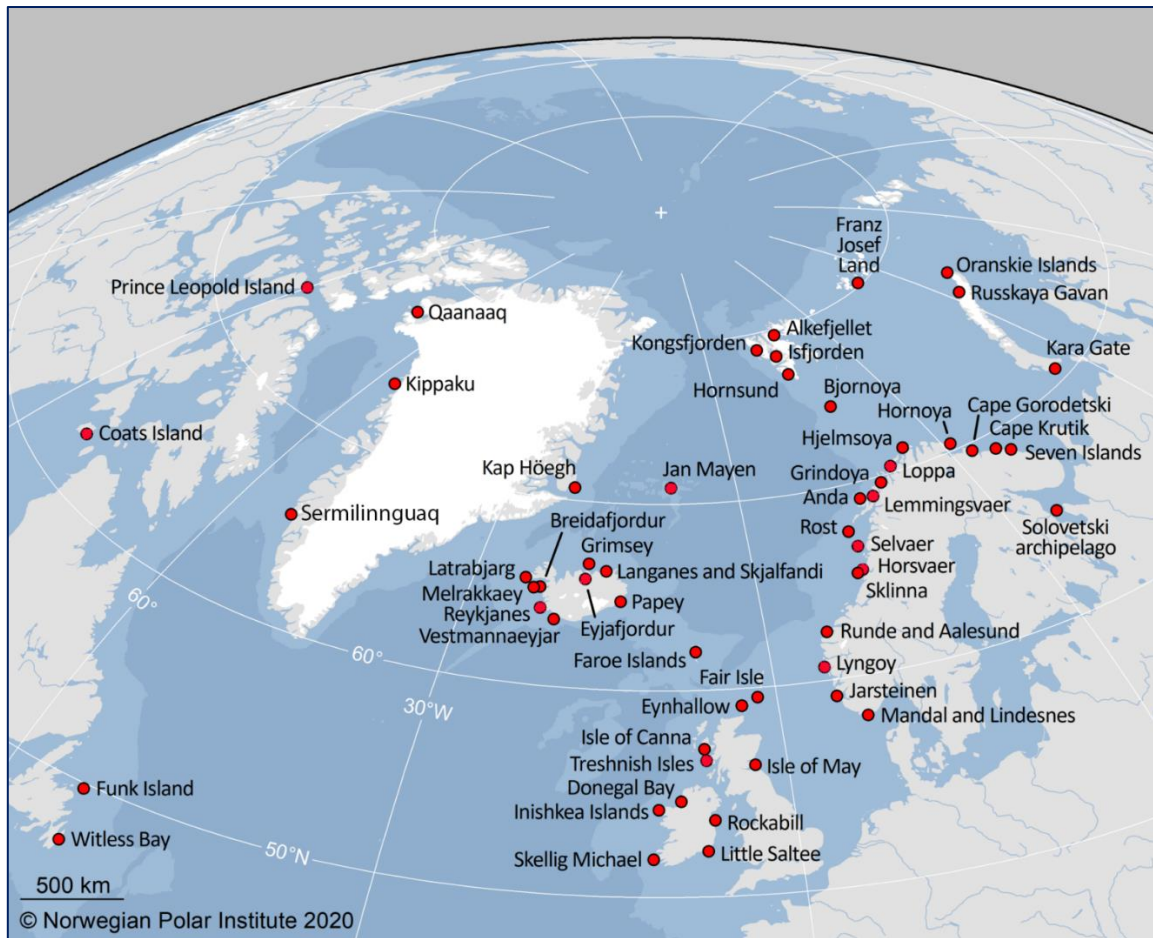 Franz
Josef
Land
Oranskie Islands
Russkaya Gavan
Prince Leopold Island
Qaanaaq
Alkefjellet
Kongsfjorden
Isfjorden
Kara Gate
Hornsund
Kippaku
Bjornoya
Cape Gorodetski
Hornoya
Cape Krutik
Coats Island
Hjelmsoya
Seven Islands
Loppa
Kap Höegh
Jan Mayen
Grindoya
Anda
Lemmingsvaer
Sermilinnguaq
Breidafjordur
Rost
Solovetski
archipelago
Grimsey
Selvaer
Latrabjarg
Langanes and Skjalfandi
Horsvaer
Melrakkaey
Sklinna
Reykjanes
Papey
60°
Vestmannaeyjar
Eyjafjordur
Runde and Aalesund
60°
Faroe Islands
Lyngoy
Fair Isle
30°W
Eynhallow
Jarsteinen
Mandal and Lindesnes
Isle of Canna
Treshnish Isles
Isle of May
Funk Island
Donegal Bay
Inishkea Islands
Rockabill
Witless Bay
50°N
Skellig Michael
Little Saltee
500 km
© Norwegian Polar Institute 2020